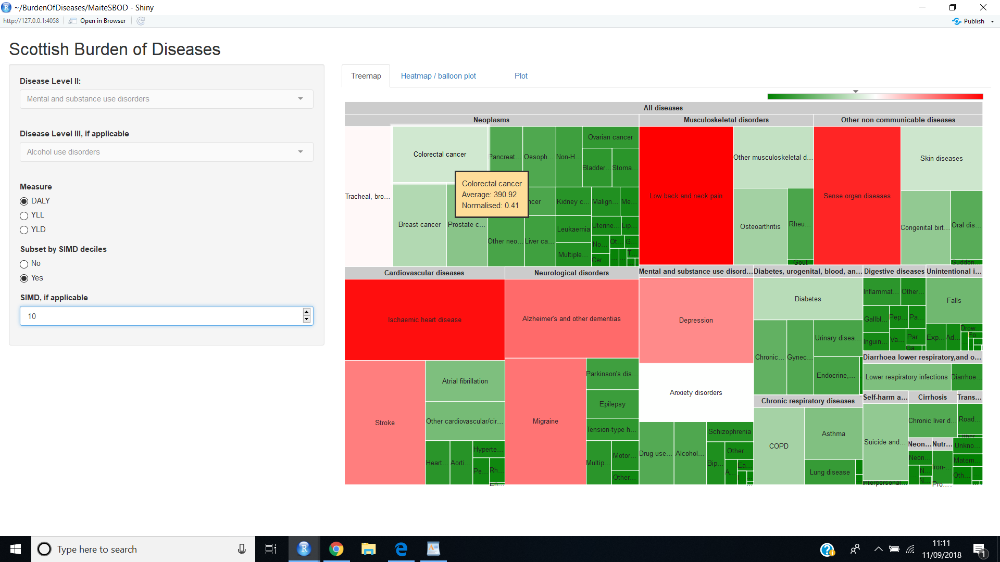 ~/BurdenOfDiseases/MaiteSBOD - Shiny
http://127.0.0.1:4058
Open in Browser
Publish
Scottish Burden of Diseases
Disease Level II:
Mental and substance use disorders
Disease Level III, if applicable
Alcohol use disorders
Measure
DALY
YLL
YLD
Subset by SIMD deciles
No
Yes
SIMD, if applicable
10
Treemap
Heatmap / balloon plot
Plot
All diseases
Neoplasms
Tracheal, bro...
Colorectal cancer
Pancreat...
Oesoph...
Non-H...
Ovarian cancer
Bladder...
Stoma...
Colorectal cancer
Average: 390.92
Normalised: 0.41
Breast cancer
Prostate c...
ncer
Kidney c...
Malign...
Me...
Other neo...
Liver ca...
Leukaemia
Uterine...
Lip...
Multiple...
No...
Ot...
G...
Cer...
T...
Musculoskeletal disorders
Low back and neck pain
Other musculoskeletal d...
Osteoarthritis
Rheu...
Gout
Other non-communicable diseases
Sense organ diseases
Skin diseases
Congenital birt...
Oral dis...
Sudden...
Cardiovascular diseases
Ischaemic heart disease
Stroke
Atrial fibrillation
Other cardiovascular/cir...
Heart...
Aorti...
Hyperte...
Pe...
Rh...
Neurological disorders
Alzheimer's and other dementias
Migraine
Parkinson's dis...
Epilepsy
Tension-type h...
Multip...
Motor...
Other...
Mental and substance use disord...
Depression
Anxiety disorders
Drug use...
Alcohol...
Schizophrenia
Bip...
Other...
A...
Ea...
Diabetes, urogenital, blood, an...
Diabetes
Chronic...
Gynec...
Urinary disea...
Endocrine,...
Chronic respiratory diseases
COPD
Asthma
Lung disease
Digestive diseases
Inflammat...
Other...
Gallbl...
Pep...
Pa...
Inguin...
Va...
Par...
Ga...
Unintentional i...
Falls
Exp...
Ad...
Drow...
Fo...
Diarrhoea lower respiratory,and o...
Lower respiratory infections
Diarrhoe...
Self-harm a...
Suicide and...
Interpersonal...
Cirrhosis
Chronic liver d...
Trans...
Road...
Other...
Neon...
Neon...
N...
N...
Nutr...
Iron-...
Pro...
Unkno...
Matern...
Oth...
Type here to search
11:11
11/09/2018
1